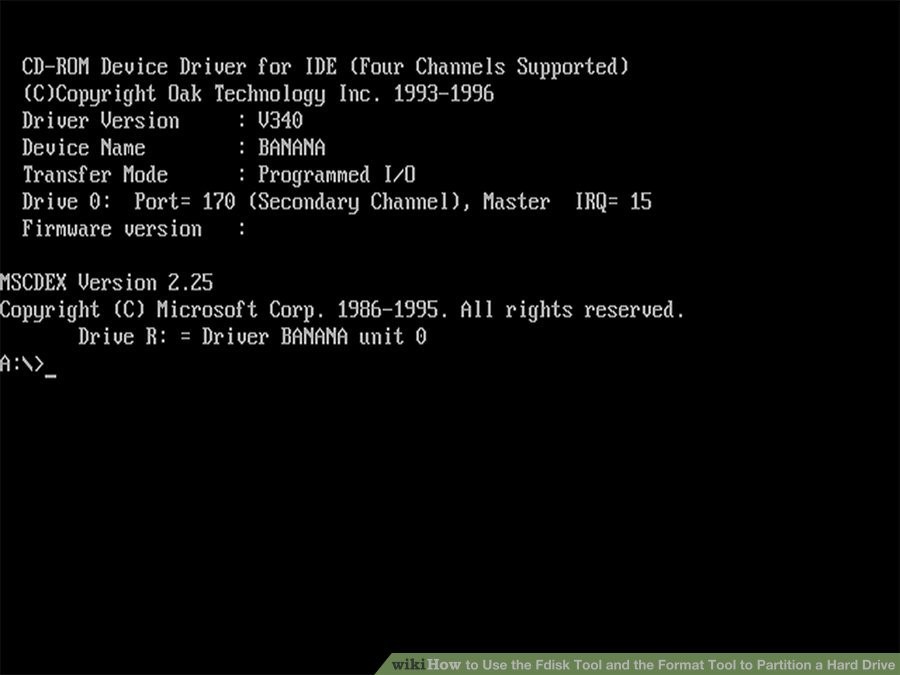 CD-ROM Device Driver for IDE (Four Channels Supported)
(C)Copyright Oak Technology Inc. 1993-1996
Driver Version : V340
Device Name : BANANA
Transfer Mode : Programmed I/O
Drive 0: Port= 170 (Secondary Channel), Master IRQ= 15
Firmware version :
MSCDEX Version 2.25
Copyright (C) Microsoft Corp. 1986-1995. All rights reserved.
Drive R: = Driver BANANA unit 0
A:\>_
wikiHow to Use the Fdisk Tool and the Format Tool to Partition a Hard Drive